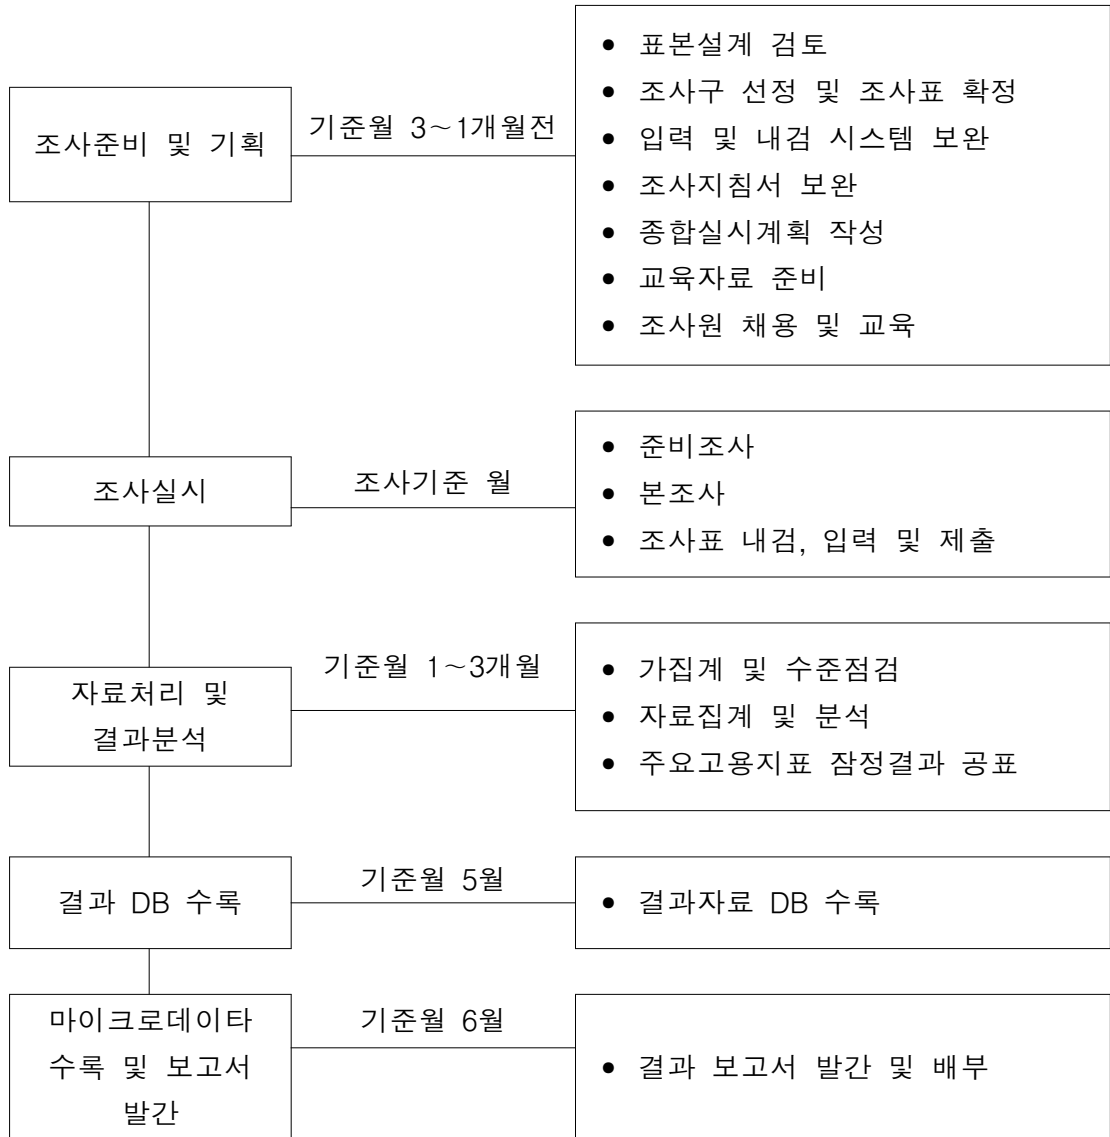 조사준비 및 기획
기준월 3~1개월전
● 표본설계 검토
● 조사구 선정 및 조사표 확정
● 입력 및 내검 시스템 보완
● 조사지침서 보완
● 종합실시계획 작성
● 교육자료 준비
● 조사원 채용 및 교육
조사실시
조사기준 월
● 준비조사
● 본조사
● 조사표 내검, 입력 및 제출
자료처리 및
결과분석
기준월 1~3개월
● 가집계 및 수준점검
● 자료집계 및 분석
● 주요고용지표 잠정결과 공표
결과 DB 수록
기준월 5월
● 결과자료 DB 수록
마이크로데이타
수록 및 보고서
발간
기준월 6월
● 결과 보고서 발간 및 배부